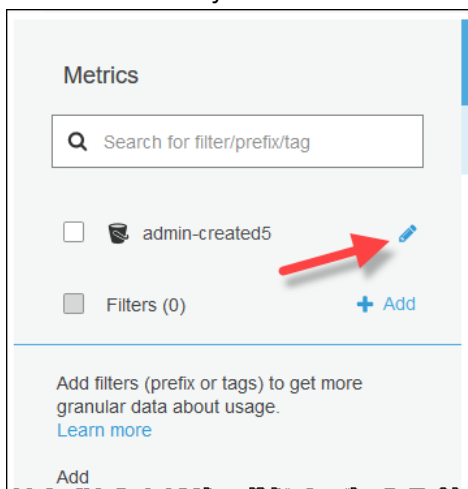 Metrics
Search for filter/prefix/tag
admin-created5
Filters (0) Add
Add filters (prefix or tags) to get more
granular data about usage.
Learn more
Add